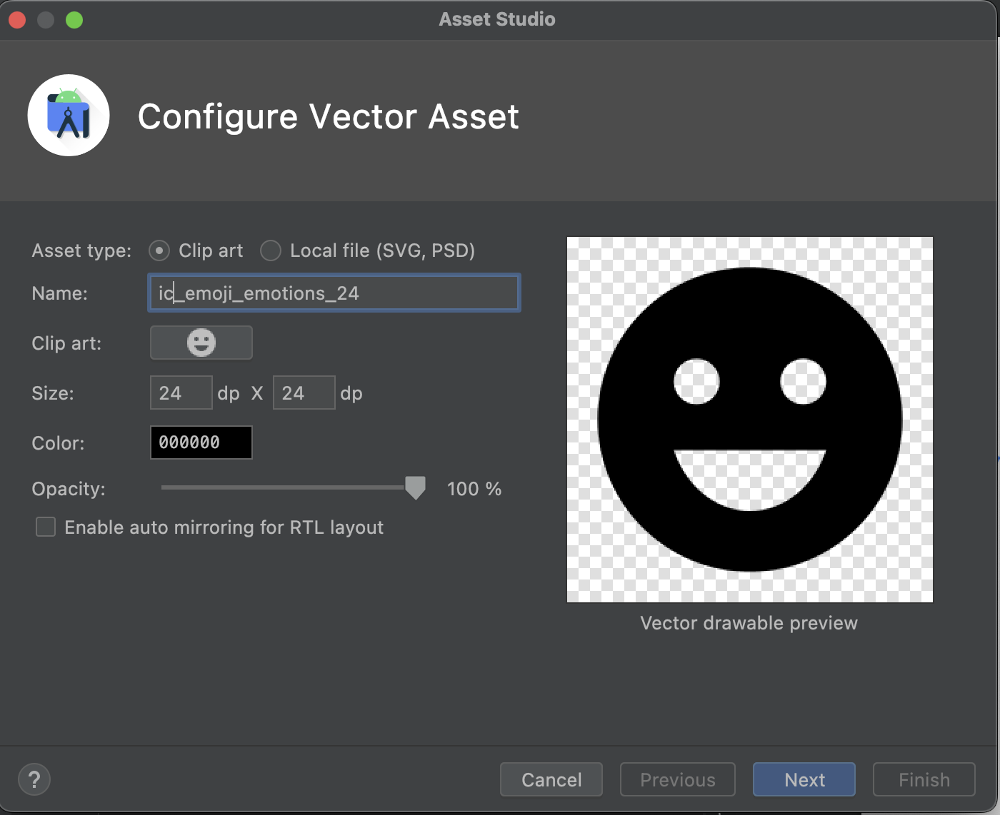 Asset Studio
Configure Vector Asset
Asset type: Clip art Local file (SVG, PSD)
Name: ic_emoji_emotions_24
Clip art:
Size: 24 dp X 24 dp
Color: 000000
Opacity: 100 %
Enable auto mirroring for RTL layout
Vector drawable preview
? Cancel Previous Next Finish